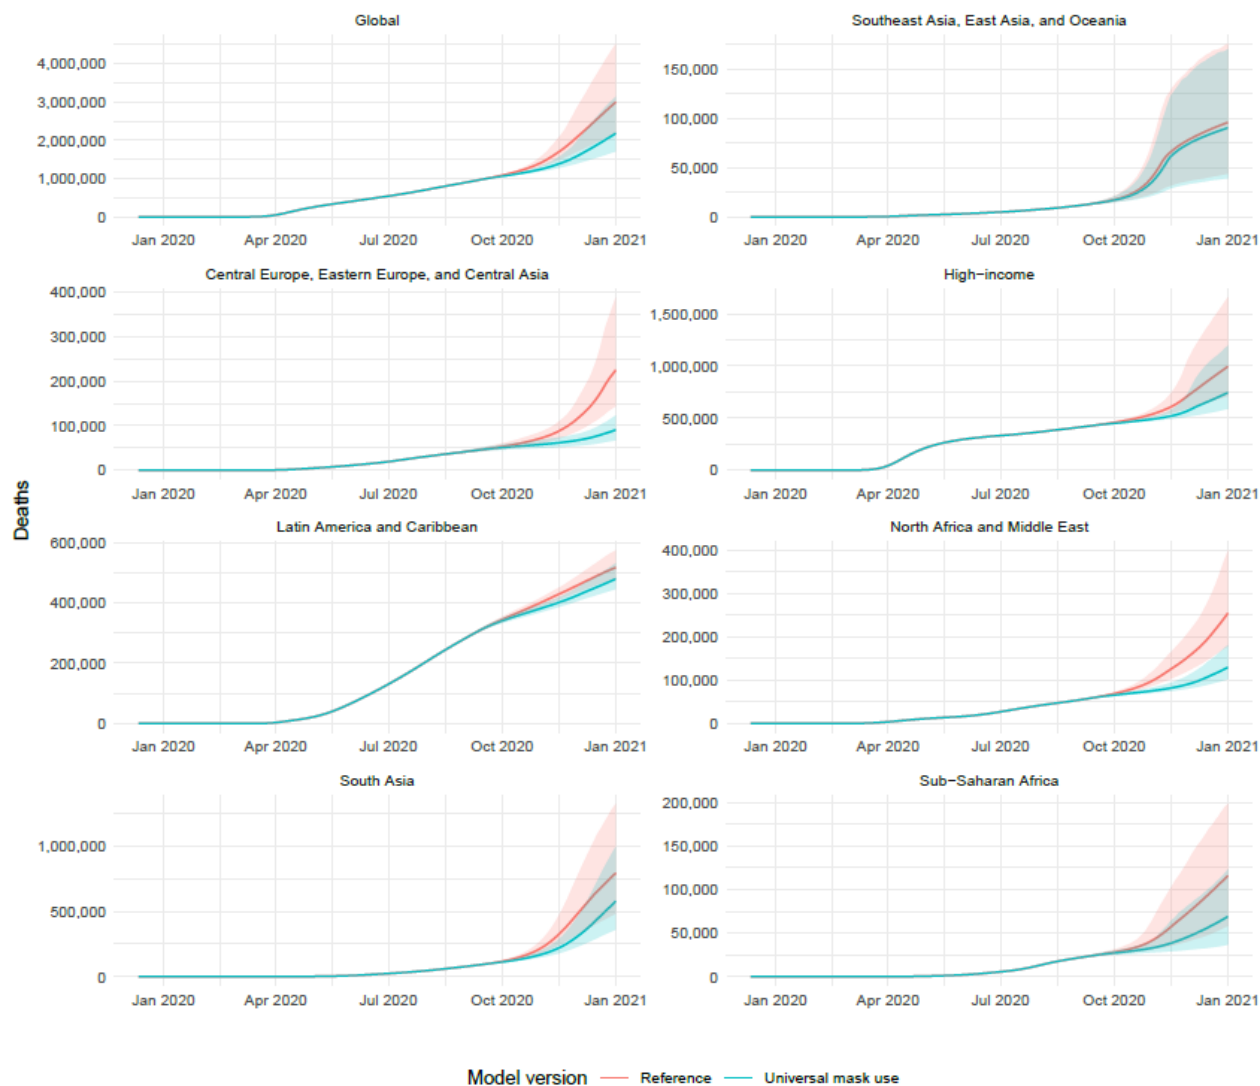 Global
4,000,000
3,000,000
2,000,000
1,000,000
0
Jan 2020 Apr 2020 Jul 2020 Oct 2020 Jan 2021
Southeast Asia, East Asia, and Oceania
150,000
100,000
50,000
0
Jan 2020 Apr 2020 Jul 2020 Oct 2020 Jan 2021
Central Europe, Eastern Europe, and Central Asia
400,000
300,000
200,000
100,000
0
Jan 2020 Apr 2020 Jul 2020 Oct 2020 Jan 2021
High−income
1,500,000
1,000,000
500,000
0
Jan 2020 Apr 2020 Jul 2020 Oct 2020 Jan 2021
Deaths
Latin America and Caribbean
600,000
400,000
200,000
0
Jan 2020 Apr 2020 Jul 2020 Oct 2020 Jan 2021
North Africa and Middle East
400,000
300,000
200,000
100,000
0
Jan 2020 Apr 2020 Jul 2020 Oct 2020 Jan 2021
South Asia
1,000,000
500,000
0
Jan 2020 Apr 2020 Jul 2020 Oct 2020 Jan 2021
Sub−Saharan Africa
200,000
150,000
100,000
50,000
0
Jan 2020 Apr 2020 Jul 2020 Oct 2020 Jan 2021
Model version Reference Universal mask use